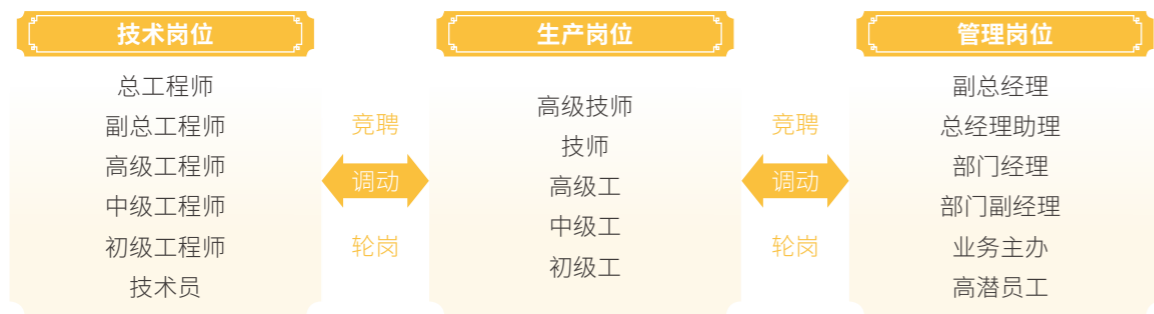 技术岗位
总工程师
副总工程师
高级工程师
中级工程师
初级工程师
技术员
竞聘
调动
轮岗
生产岗位
高级技师
技师
高级工
中级工
初级工
竞聘
调动
轮岗
管理岗位
副总经理
总经理助理
部门经理
部门副经理
业务主办
高潜员工